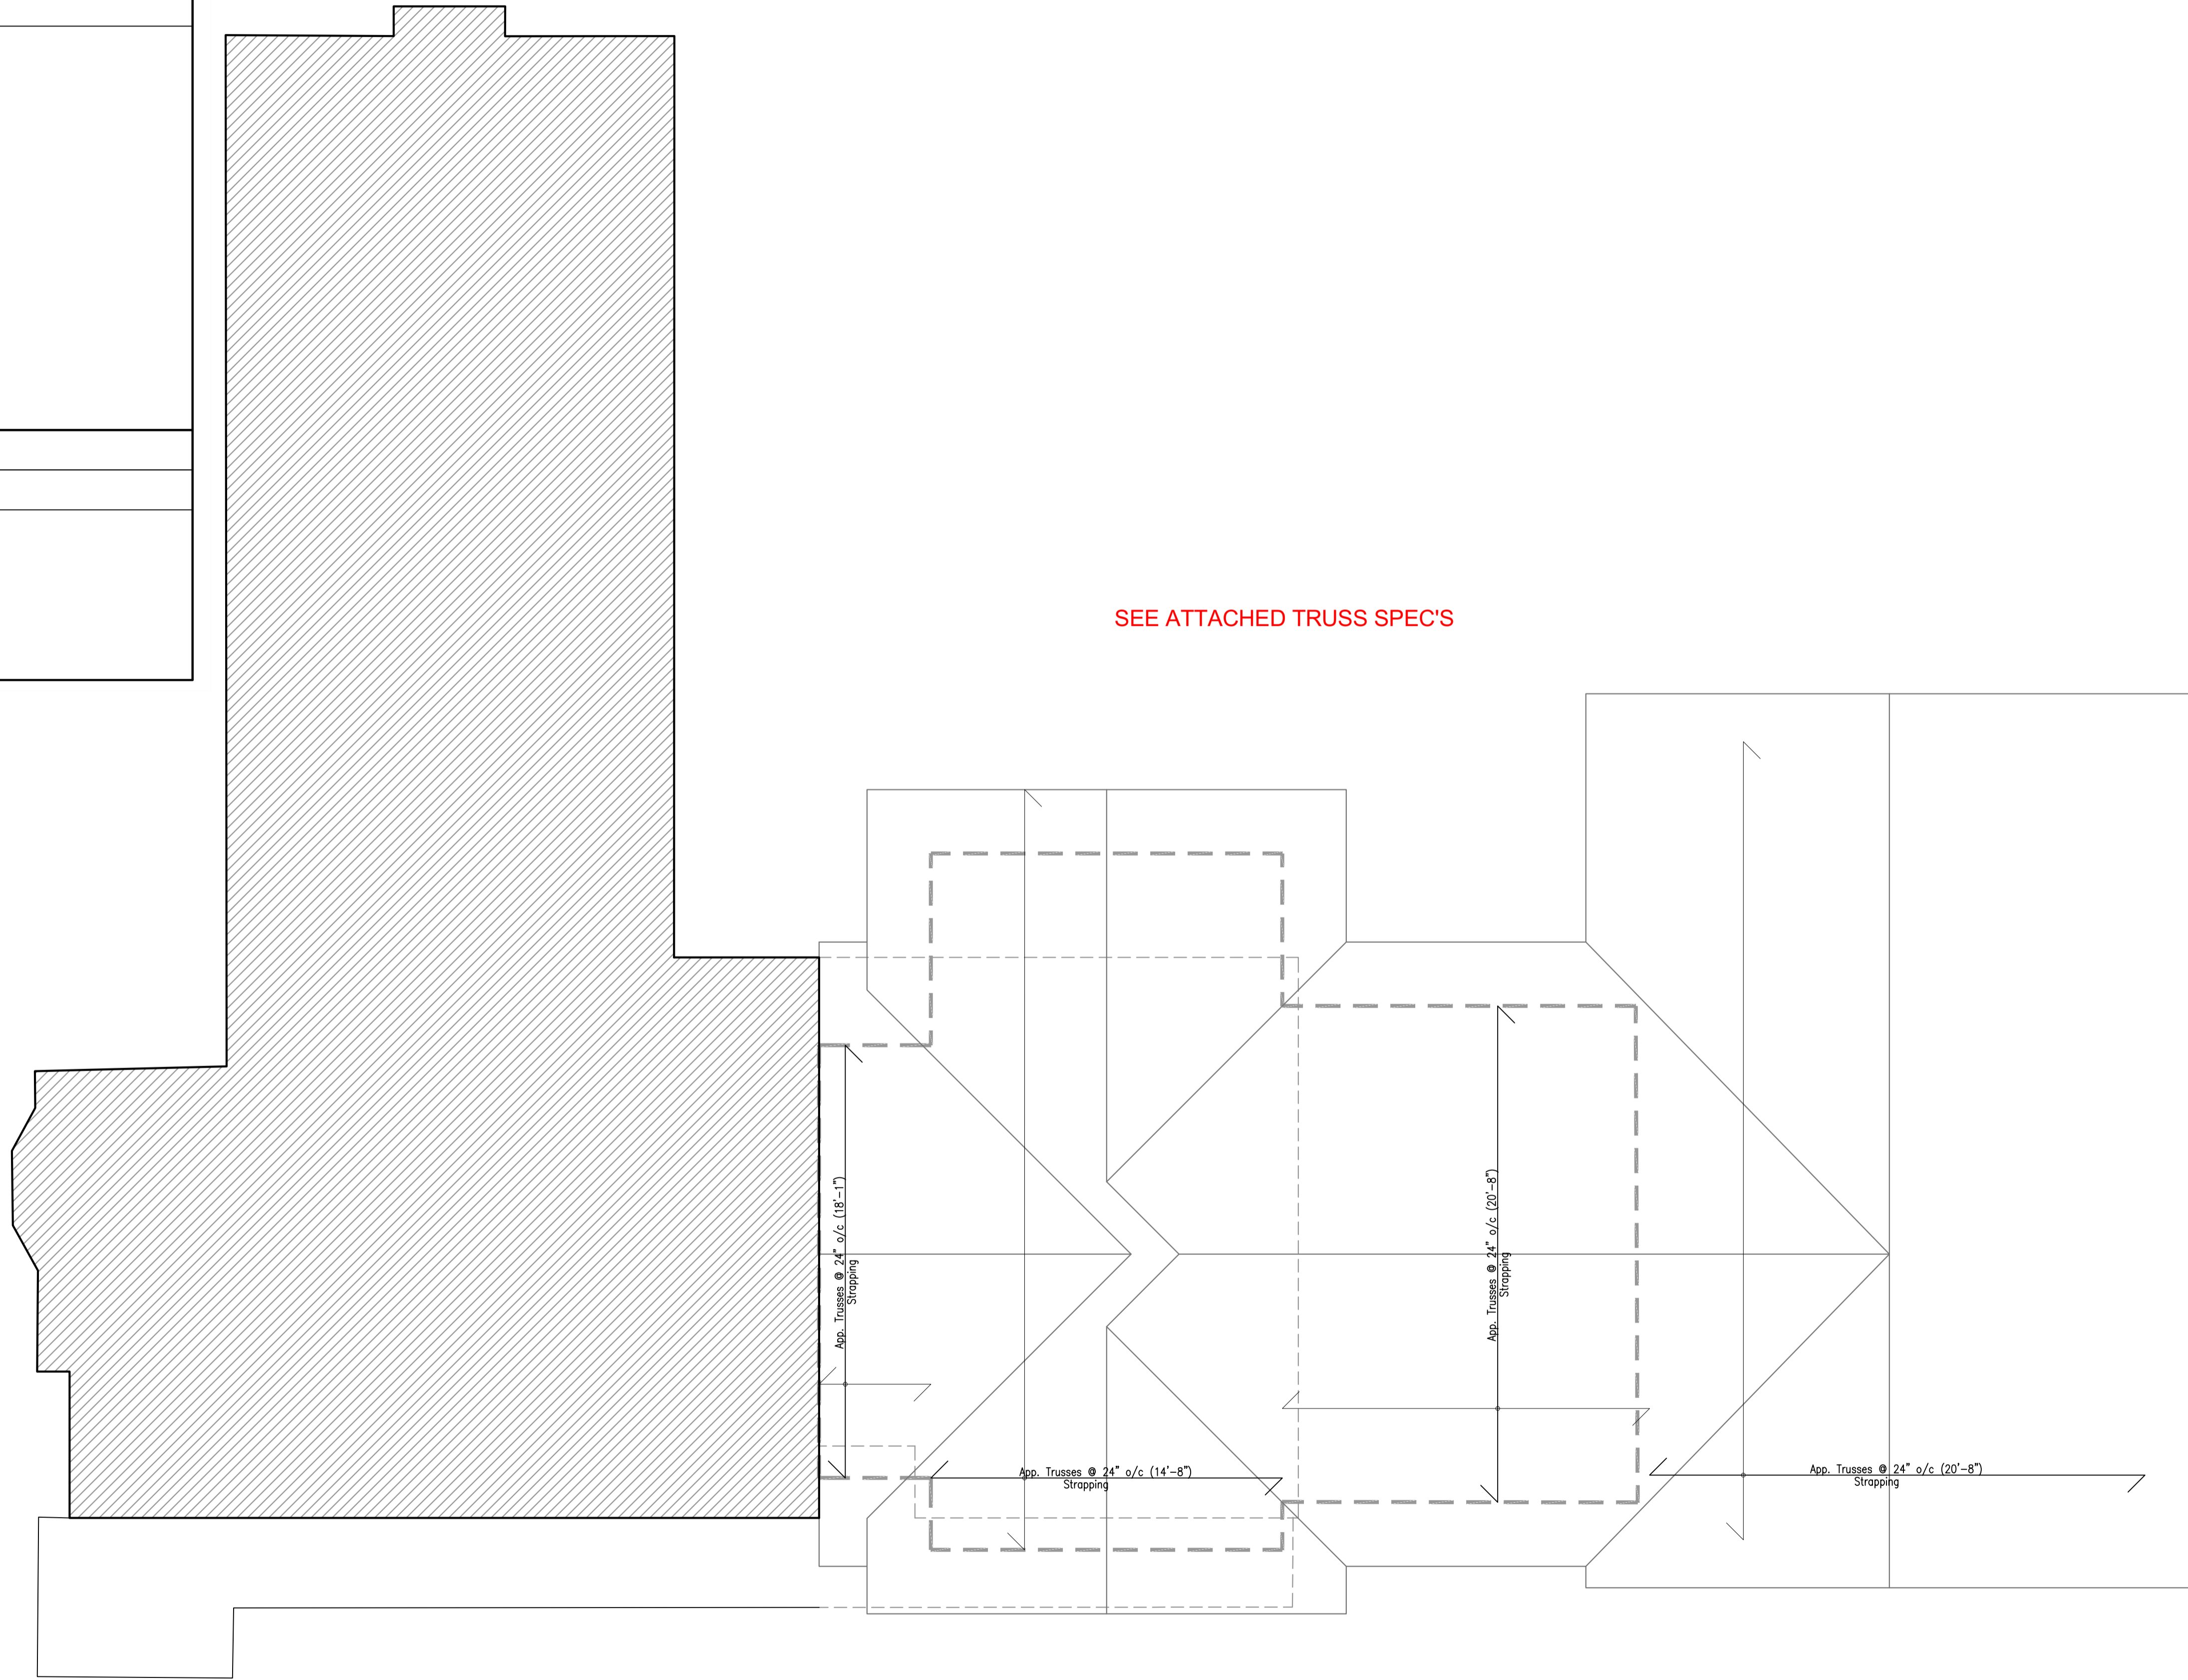 SEE ATTACHED TRUSS SPEC'S
App. Trusses @ 24" o/c (18'-1")
Strapping
App. Trusses @ 24" o/c (20'-8")
Strapping
App. Trusses @ 24" o/c (14'-8")
Strapping
App. Trusses @ 24" o/c (20'-8")
Strapping